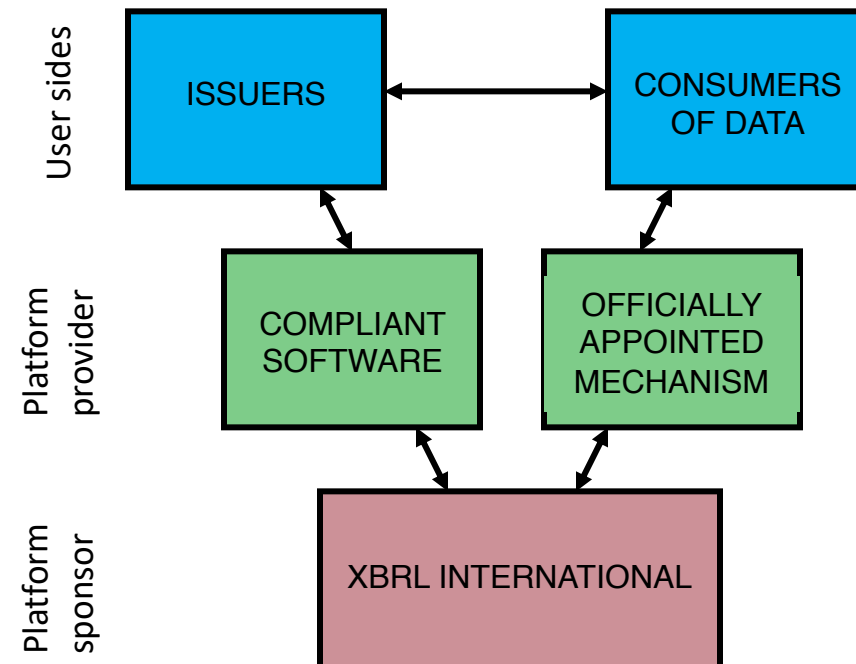 User sides
ISSUERS
CONSUMERS
OF DATA
Platform
provider
COMPLIANT
SOFTWARE
OFFICIALLY
APPOINTED
MECHANISM
Platform
sponsor
XBRL INTERNATIONAL